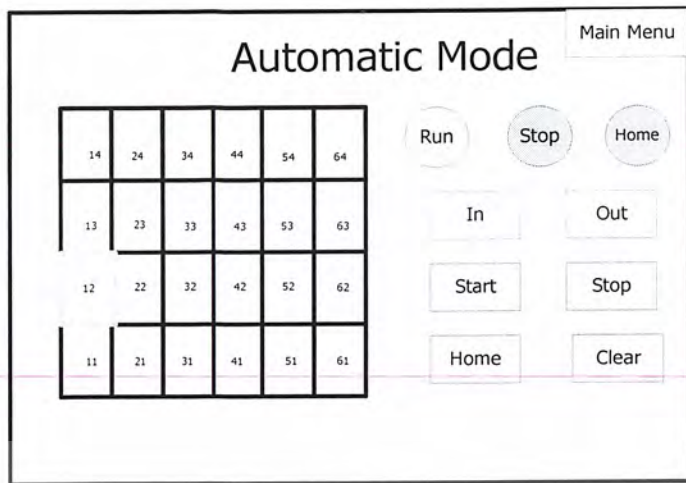 Main Menu
Automatic Mode
Run Stop Home
14 24 34 44 54 64
In Out
13 23 33 43 53 63
12 22 32 42 52 62
Start Stop
Home Clear
11 21 31 41 51 61